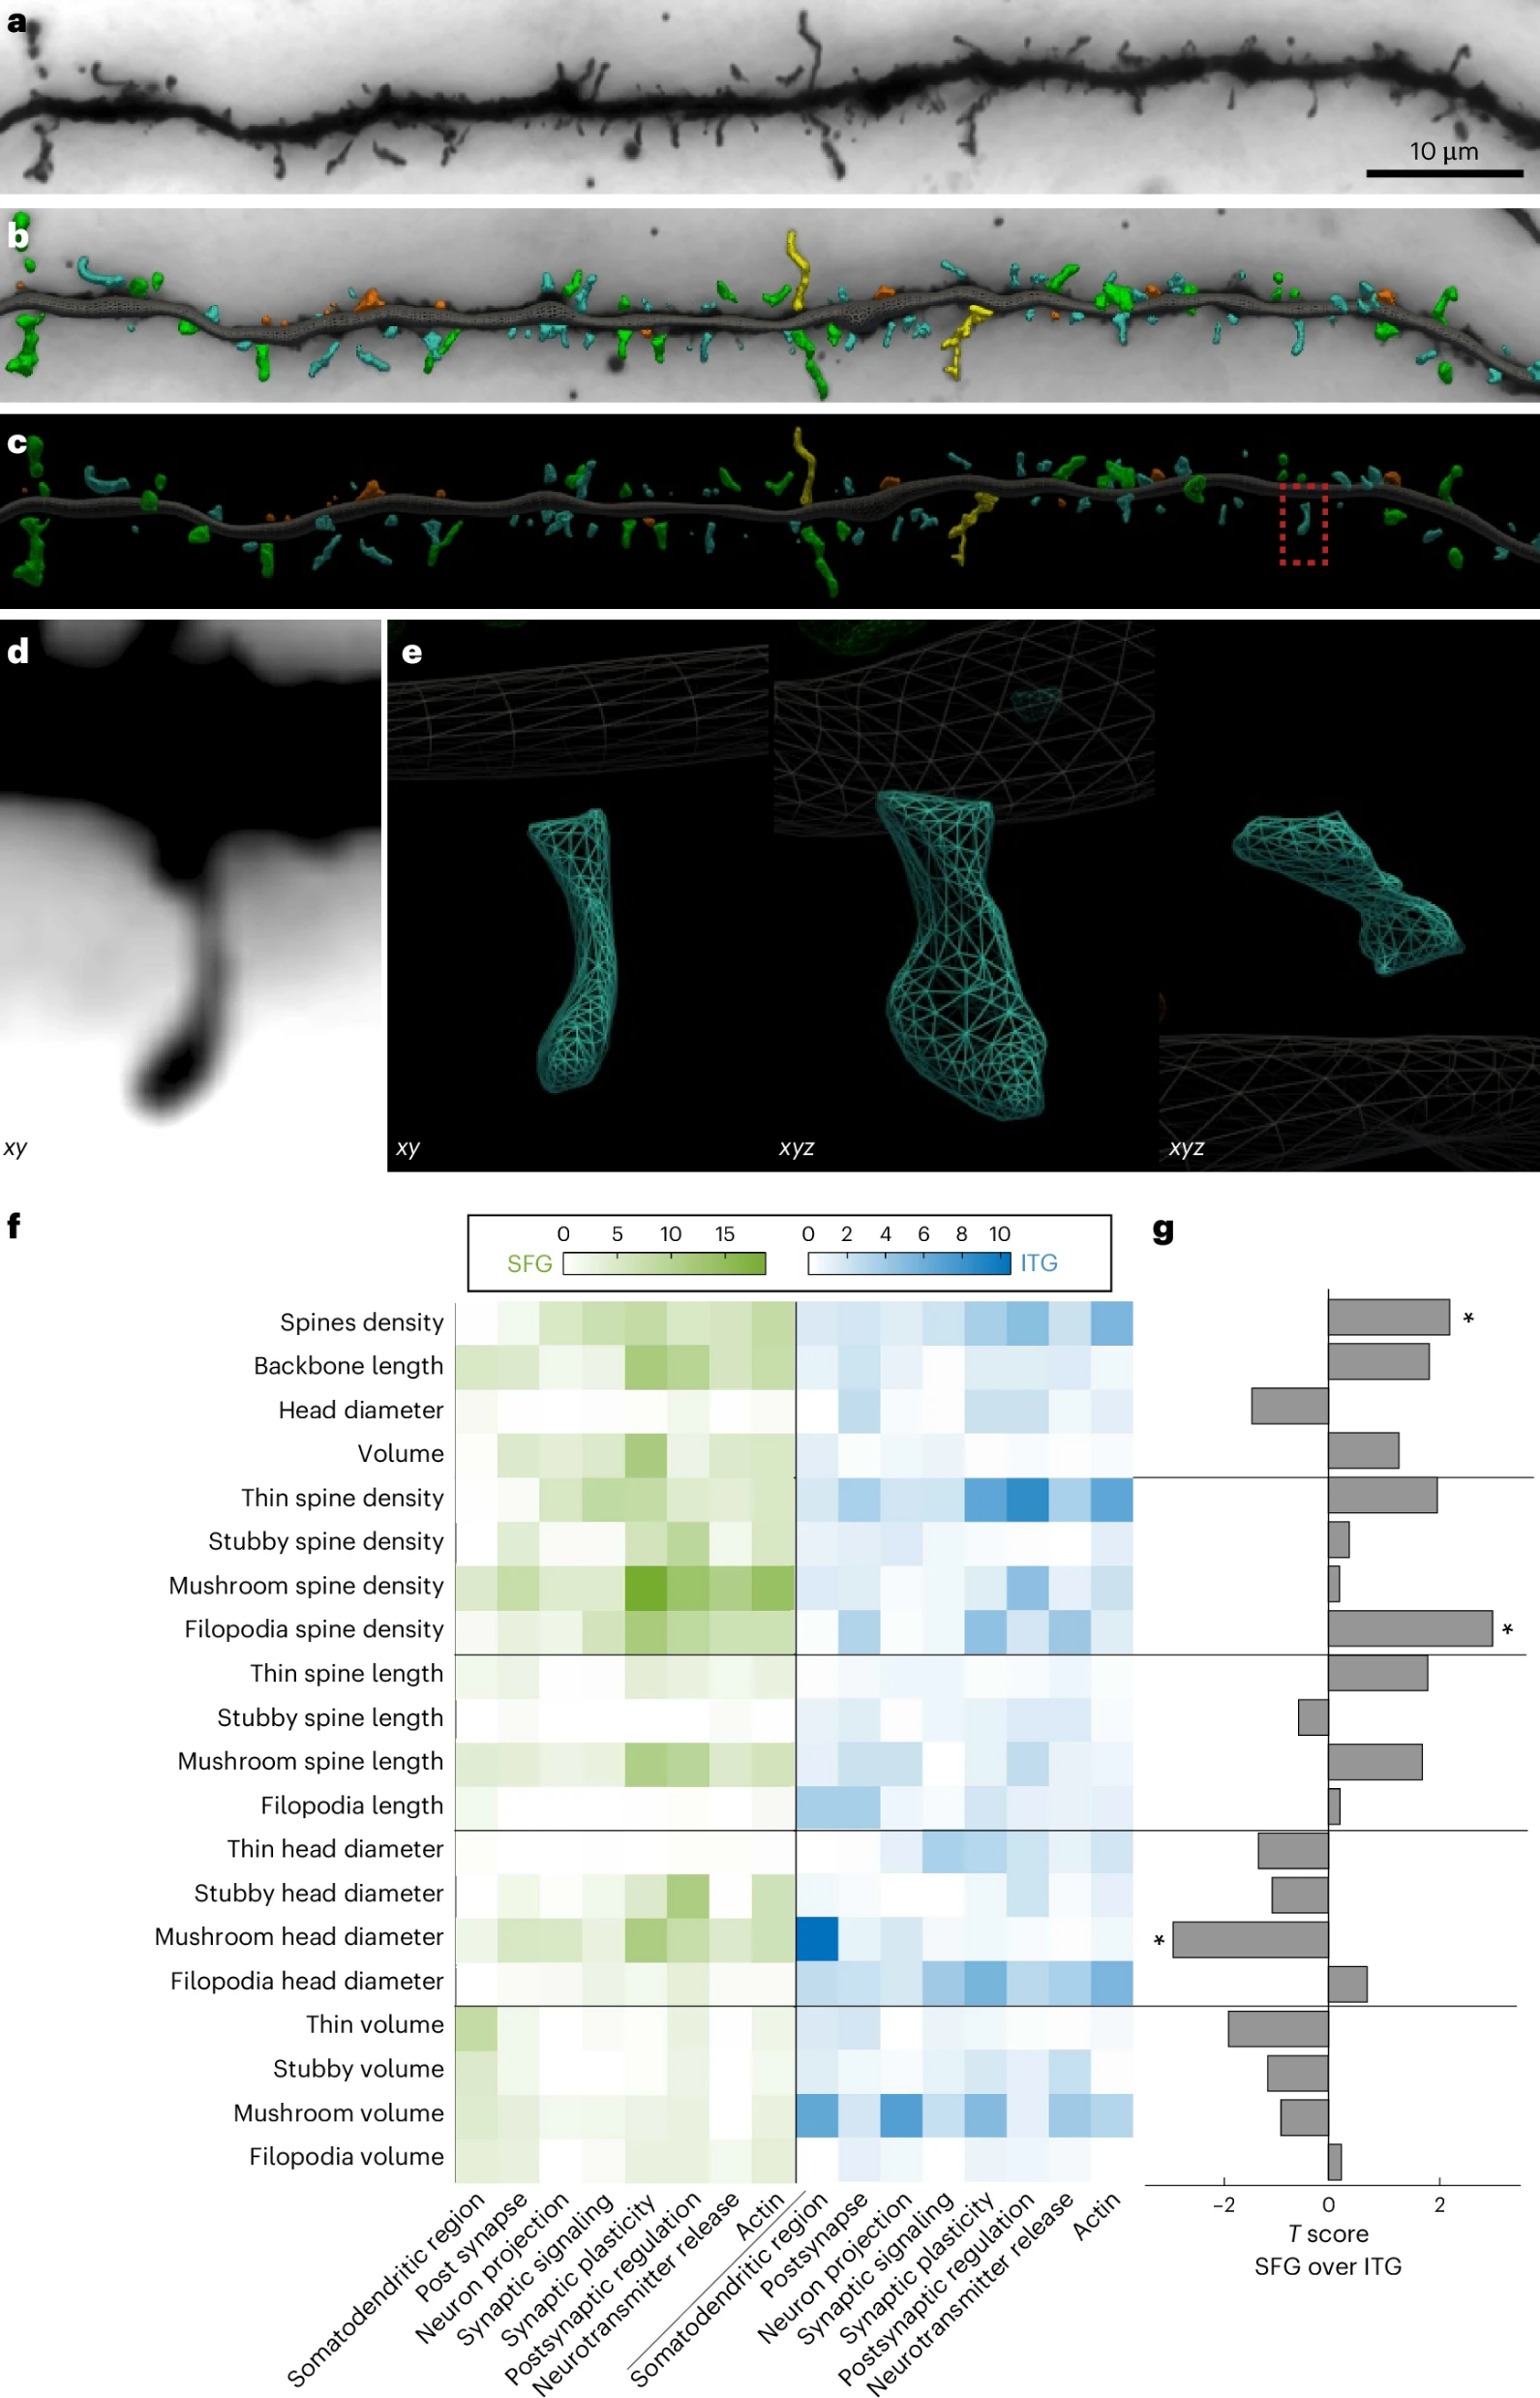 a
10 μm
b
c
d
e
xy
xy
xyz
xyz
f
g
0 5 10 15
0 2 4 6 8 10
SFG
ITG
Spines density
Backbone length
Head diameter
Volume
Thin spine density
Stubby spine density
Mushroom spine density
Filopodia spine density
Thin spine length
Stubby spine length
Mushroom spine length
Filopodia length
Thin head diameter
Stubby head diameter
Mushroom head diameter
Filopodia head diameter
Thin volume
Stubby volume
Mushroom volume
Filopodia volume
*
*
*
Somatodendritic region
Post synapse
Neuron projection
Synaptic signaling
Synaptic plasticity
Postsynaptic regulation
Neurotransmitter release
Actin
Somatodendritic region
Postsynapse
Neuron projection
Synaptic signaling
Synaptic plasticity
Postsynaptic regulation
Neurotransmitter release
Actin
−2 0 2
T score
SFG over ITG